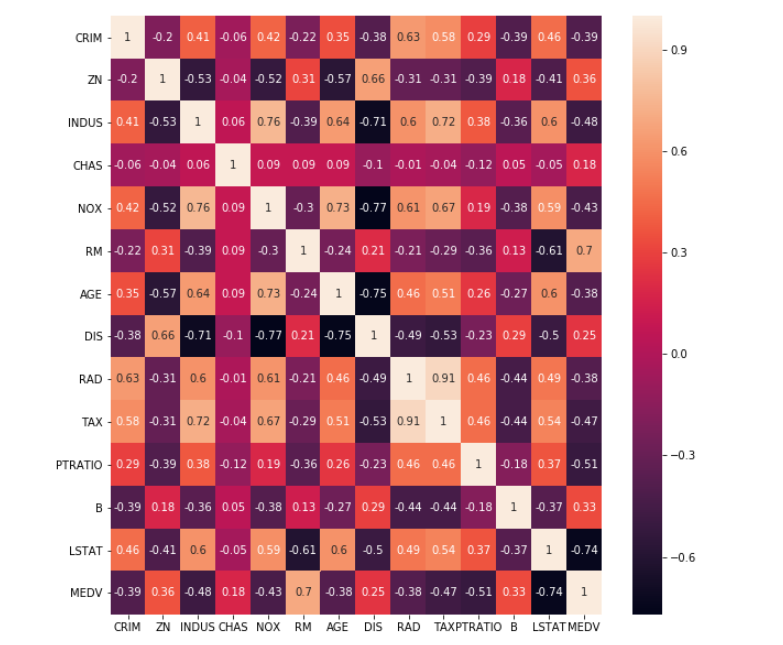 CRIM 1 -0.2 0.41 -0.06 0.42 -0.22 0.35 -0.38 0.63 0.58 0.29 -0.39 0.46 -0.39
0.9
ZN -0.2 1 -0.53 -0.04 -0.52 0.31 -0.57 0.66 -0.31 -0.31 -0.39 0.18 -0.41 0.36
INDUS 0.41 -0.53 1 0.06 0.76 -0.39 0.64 -0.71 0.6 0.72 0.38 -0.36 0.6 -0.48
0.6
CHAS -0.06 -0.04 0.06 1 0.09 0.09 0.09 -0.1 -0.01 -0.04 -0.12 0.05 -0.05 0.18
NOX 0.42 -0.52 0.76 0.09 1 -0.3 0.73 -0.77 0.61 0.67 0.19 -0.38 0.59 -0.43
RM -0.22 0.31 -0.39 0.09 -0.3 1 -0.24 0.21 -0.21 -0.29 -0.36 0.13 -0.61 0.7
0.3
AGE 0.35 -0.57 0.64 0.09 0.73 -0.24 1 -0.75 0.46 0.51 0.26 -0.27 0.6 -0.38
DIS -0.38 0.66 -0.71 -0.1 -0.77 0.21 -0.75 1 -0.49 -0.53 -0.23 0.29 -0.5 0.25
0.0
RAD 0.63 -0.31 0.6 -0.01 0.61 -0.21 0.46 -0.49 1 0.91 0.46 -0.44 0.49 -0.38
TAX 0.58 -0.31 0.72 -0.04 0.67 -0.29 0.51 -0.53 0.91 1 0.46 -0.44 0.54 -0.47
−0.3
PTRATIO 0.29 -0.39 0.38 -0.12 0.19 -0.36 0.26 -0.23 0.46 0.46 1 -0.18 0.37 -0.51
B -0.39 0.18 -0.36 0.05 -0.38 0.13 -0.27 0.29 -0.44 -0.44 -0.18 1 -0.37 0.33
LSTAT 0.46 -0.41 0.6 -0.05 0.59 -0.61 0.6 -0.5 0.49 0.54 0.37 -0.37 1 -0.74
−0.6
MEDV -0.39 0.36 -0.48 0.18 -0.43 0.7 -0.38 0.25 -0.38 -0.47 -0.51 0.33 -0.74 1
CRIM ZN INDUS CHAS NOX RM AGE DIS RAD TAX PTRATIO B LSTAT MEDV